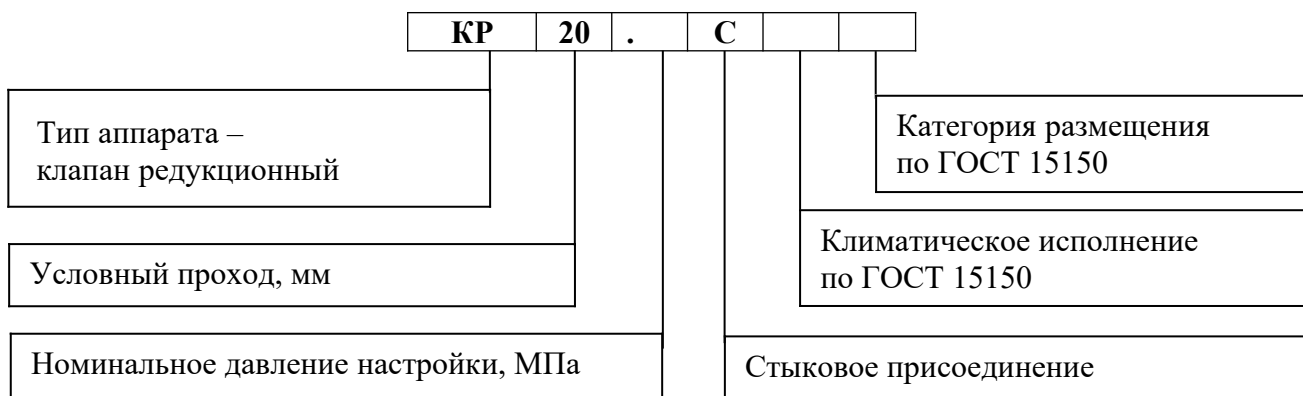 КР 20 . С
Тип аппарата –
клапан редукционный
Категория размещения
по ГОСТ 15150
Условный проход, мм
Климатическое исполнение
по ГОСТ 15150
Номинальное давление настройки, МПа
Стыковое присоединение